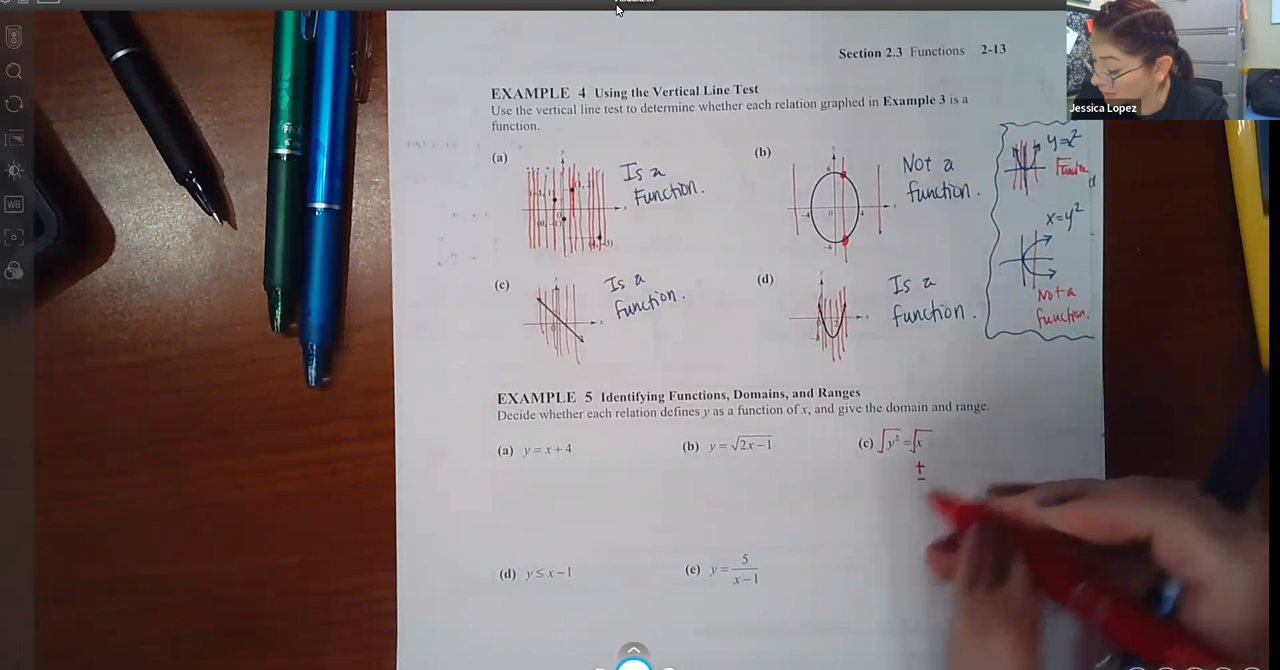 Section 2.3 Functions 2-13
Jessica Lopez
EXAMPLE 4 Using the Vertical Line Test
Use the vertical line test to determine whether each relation graphed in Example 3 is a
function.
(a)
Is a
Function.
(b)
Not a
function.
y=x²
x=y²
Not a
function.
(c)
Is a
function.
(d)
Is a
function.
EXAMPLE 5 Identifying Functions, Domains, and Ranges
Decide whether each relation defines y as a function of x, and give the domain and range.
(a) y = x + 4
(b) y = √2x−1
(c) √y² = √x
±
(d) y ≤ x − 1
(e) y = 5
x−1
WB